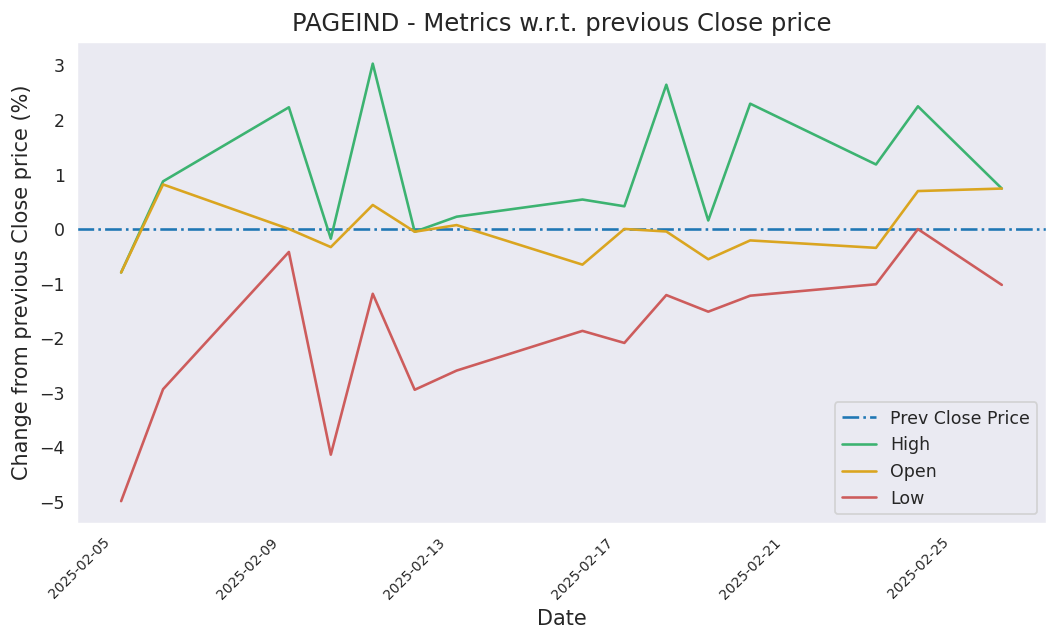 PAGEIND - Metrics w.r.t. previous Close price
Change from previous Close price (%)
3
2
1
0
−1
−2
−3
−4
−5
Prev Close Price
High
Open
Low
2025-02-05
2025-02-09
2025-02-13
2025-02-17
2025-02-21
2025-02-25
Date